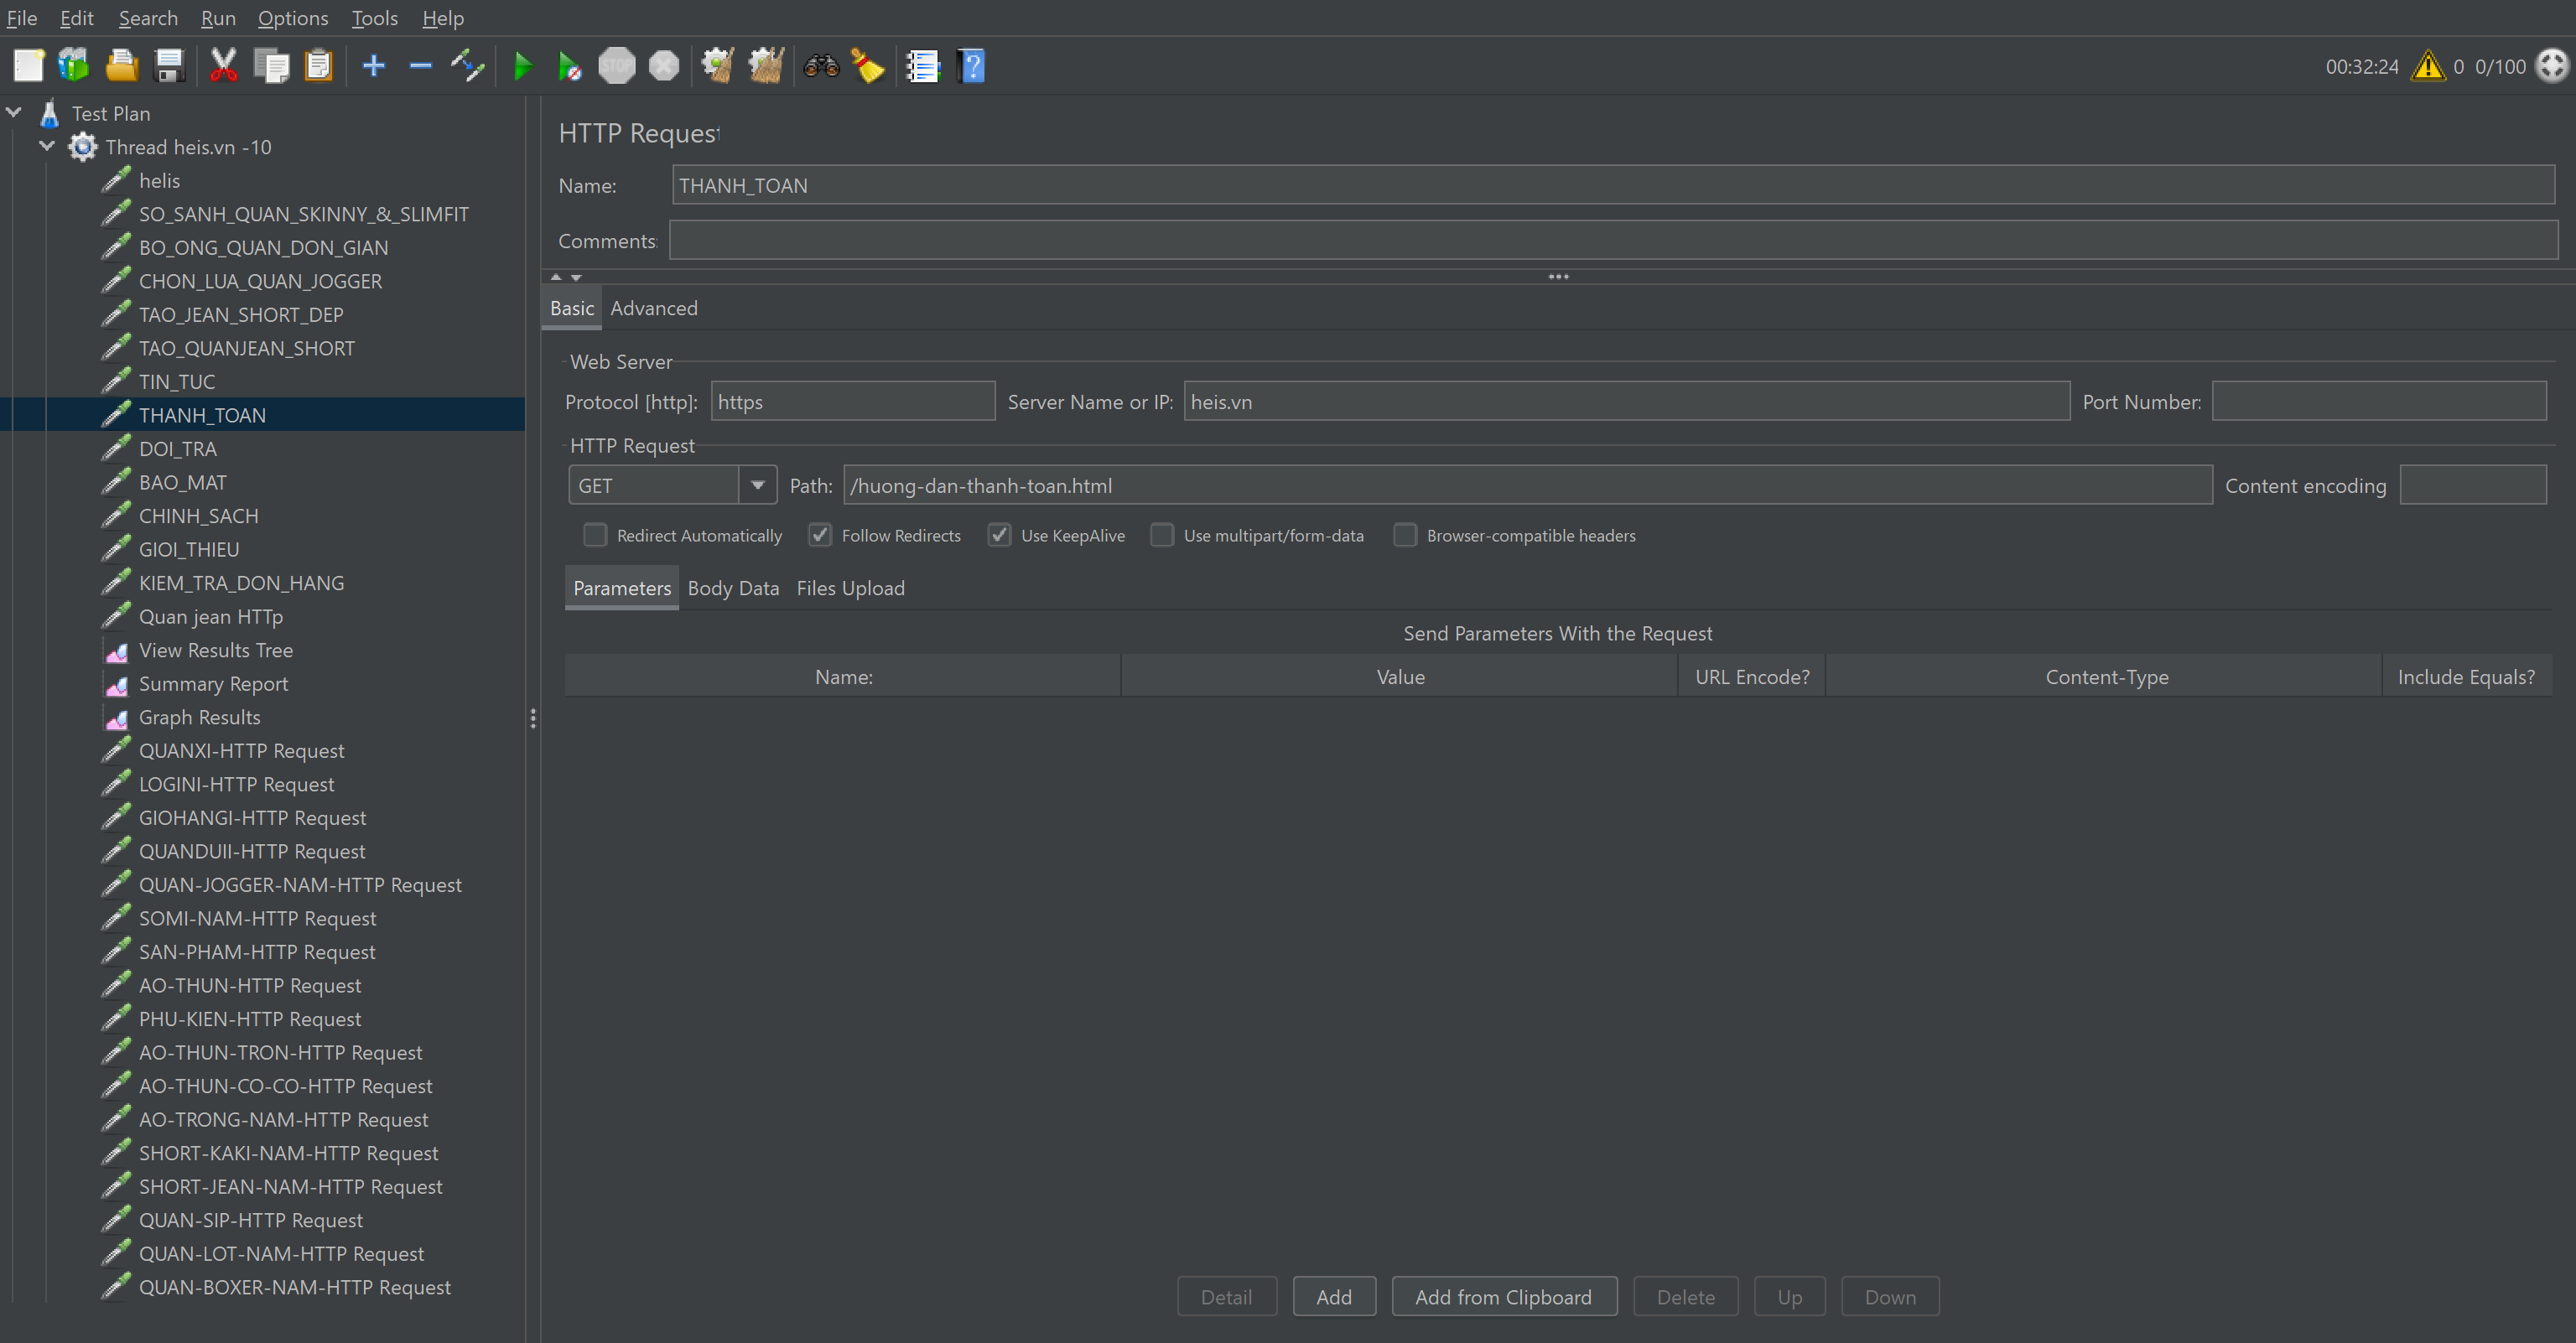 File Edit Search Run Options Tools Help
STOP
00:32:24 0 0/100
Test Plan
Thread heis.vn -10
helis
SO_SANH_QUAN_SKINNY_&_SLIMFIT
BO_ONG_QUAN_DON_GIAN
CHON_LUA_QUAN_JOGGER
TAO_JEAN_SHORT_DEP
TAO_QUANJEAN_SHORT
TIN_TUC
THANH_TOAN
DOI_TRA
BAO_MAT
CHINH_SACH
GIOI_THIEU
KIEM_TRA_DON_HANG
Quan jean HTTp
View Results Tree
Summary Report
Graph Results
QUANXI-HTTP Request
LOGINI-HTTP Request
GIOHANGI-HTTP Request
QUANDUII-HTTP Request
QUAN-JOGGER-NAM-HTTP Request
SOMI-NAM-HTTP Request
SAN-PHAM-HTTP Request
AO-THUN-HTTP Request
PHU-KIEN-HTTP Request
AO-THUN-TRON-HTTP Request
AO-THUN-CO-CO-HTTP Request
AO-TRONG-NAM-HTTP Request
SHORT-KAKI-NAM-HTTP Request
SHORT-JEAN-NAM-HTTP Request
QUAN-SIP-HTTP Request
QUAN-LOT-NAM-HTTP Request
QUAN-BOXER-NAM-HTTP Request
HTTP Request
Name: THANH_TOAN
Comments:
Basic Advanced
Web Server
Protocol [http]: https Server Name or IP: heis.vn Port Number:
HTTP Request
GET Path: /huong-dan-thanh-toan.html Content encoding
Redirect Automatically Follow Redirects Use KeepAlive Use multipart/form-data Browser-compatible headers
Parameters Body Data Files Upload
Send Parameters With the Request
Name: Value URL Encode? Content-Type Include Equals?
Detail Add Add from Clipboard Delete Up Down